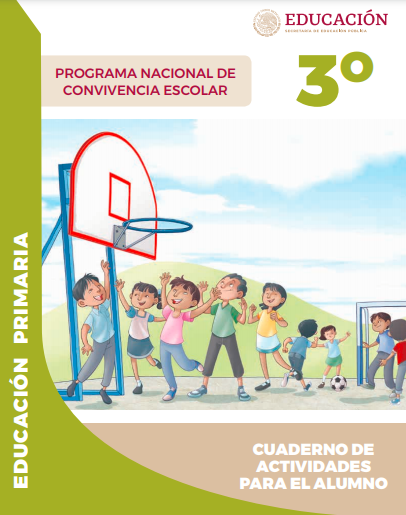 EDUCACIÓN
SECRETARÍA DE EDUCACIÓN PÚBLICA
PROGRAMA NACIONAL DE
CONVIVENCIA ESCOLAR
3º
EDUCACIÓN PRIMARIA
CUADERNO DE
ACTIVIDADES
PARA EL ALUMNO